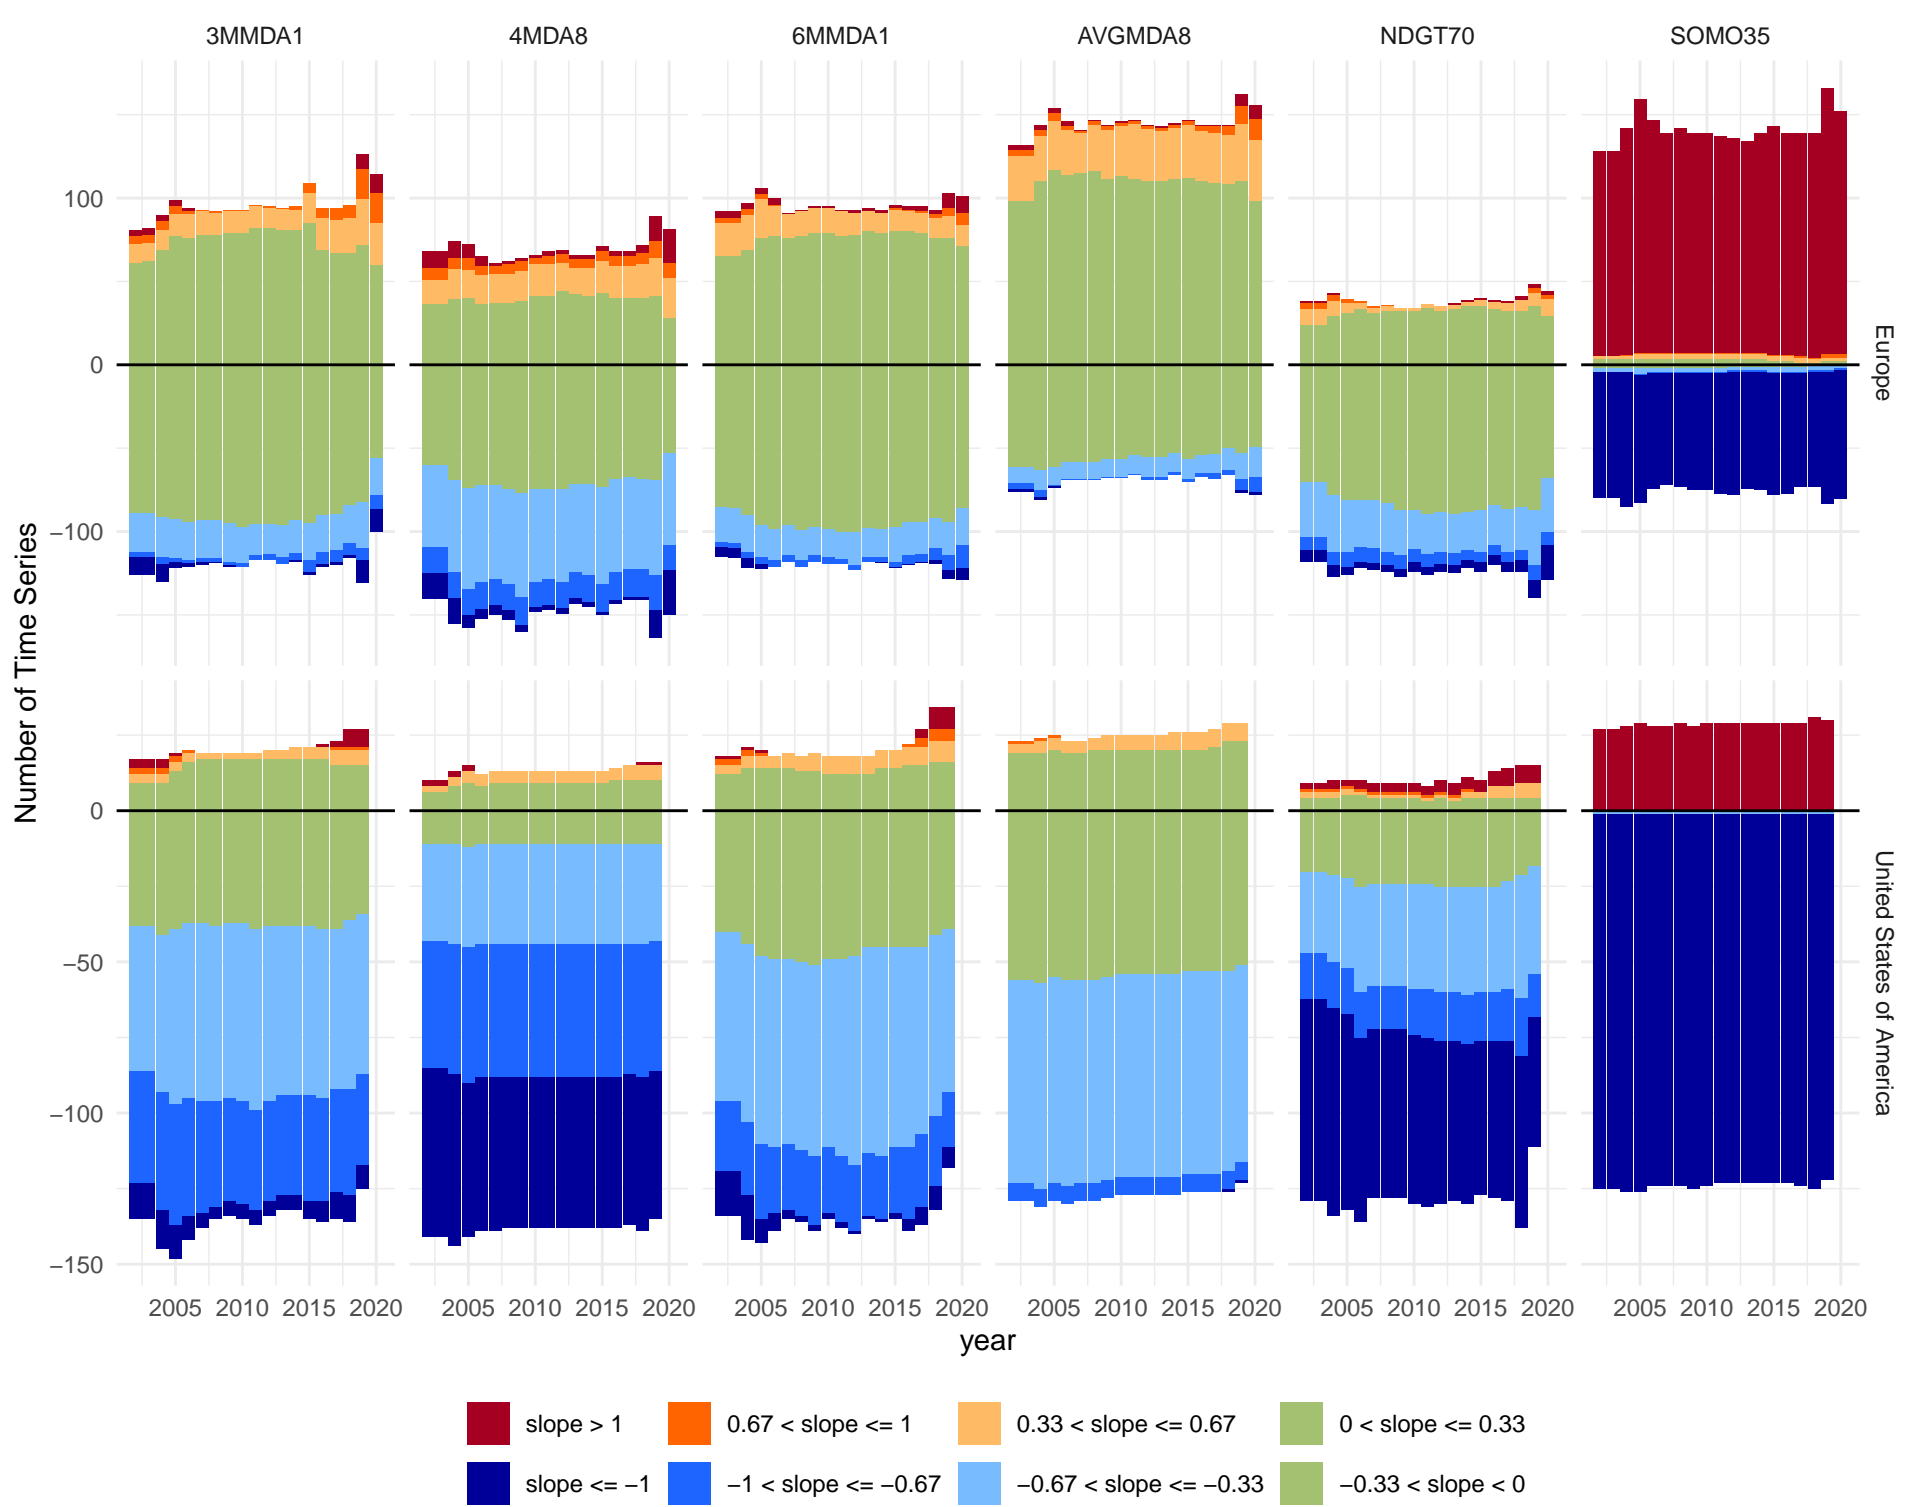 3MMDA1 4MDA8 6MMDA1 AVGMDA8 NDGT70 SOMO35
100
0
−100
Europe
Number of Time Series
0
−50
−100
−150
United States of America
2005 2010 2015 2020 2005 2010 2015 2020 2005 2010 2015 2020 2005 2010 2015 2020 2005 2010 2015 2020 2005 2010 2015 2020
year
slope > 1 0.67 < slope <= 1 0.33 < slope <= 0.67 0 < slope <= 0.33
slope <= −1 −1 < slope <= −0.67 −0.67 < slope <= −0.33 −0.33 < slope < 0